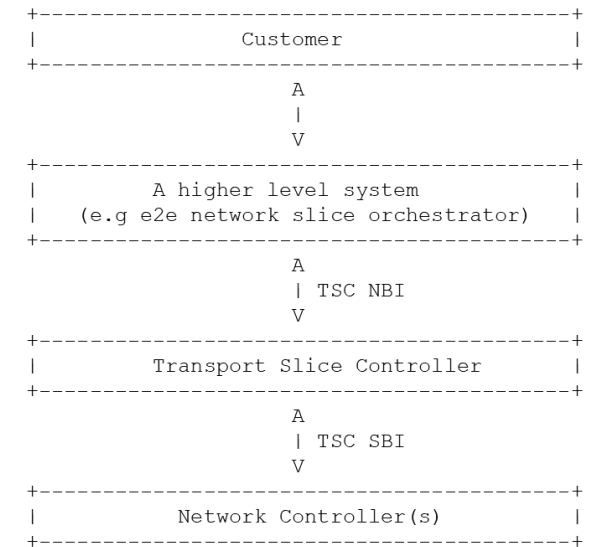 +------------------------------------------+
|                Customer                  |
+------------------------------------------+
A
|
V
+------------------------------------------+
|         A higher level system            |
|   (e.g e2e network slice orchestrator)   |
+------------------------------------------+
A
| TSC NBI
V
+------------------------------------------+
|         Transport Slice Controller       |
+------------------------------------------+
A
| TSC SBI
V
+------------------------------------------+
|           Network Controller(s)          |
+------------------------------------------+